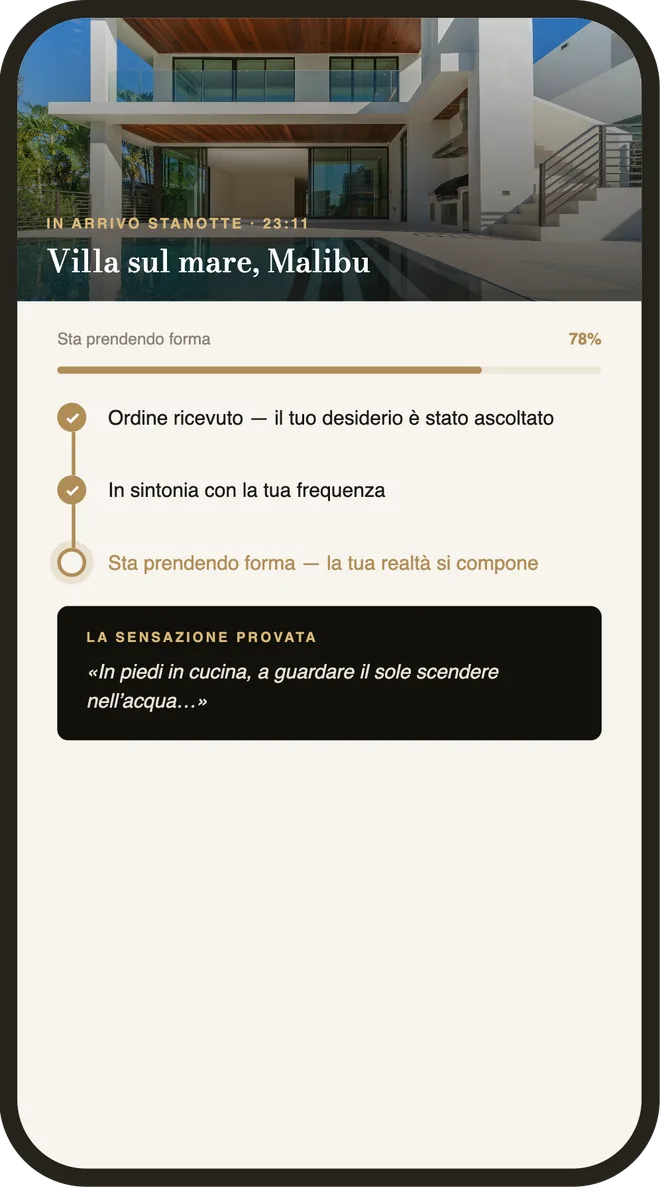 IN ARRIVO STANOTTE · 23:11
Villa sul mare, Malibu
Sta prendendo forma
78%
Ordine ricevuto — il tuo desiderio è stato ascoltato
In sintonia con la tua frequenza
Sta prendendo forma — la tua realtà si compone
LA SENSAZIONE PROVATA
«In piedi in cucina, a guardare il sole scendere
nell’acqua…»